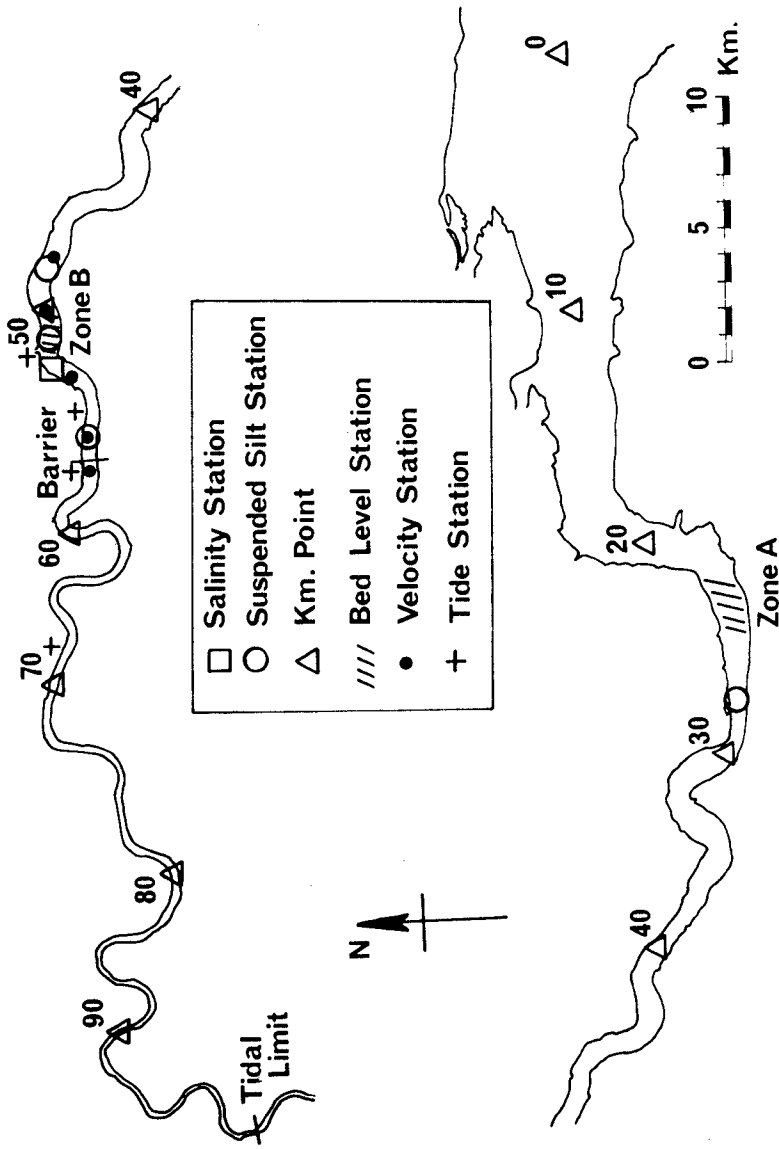 90
80
70
60
Barrier
50
Zone B
40
Tidal
Limit
N
Salinity Station
Suspended Silt Station
Km. Point
Bed Level Station
Velocity Station
Tide Station
40
30
20
10
0
Zone A
0
5
10
Km.